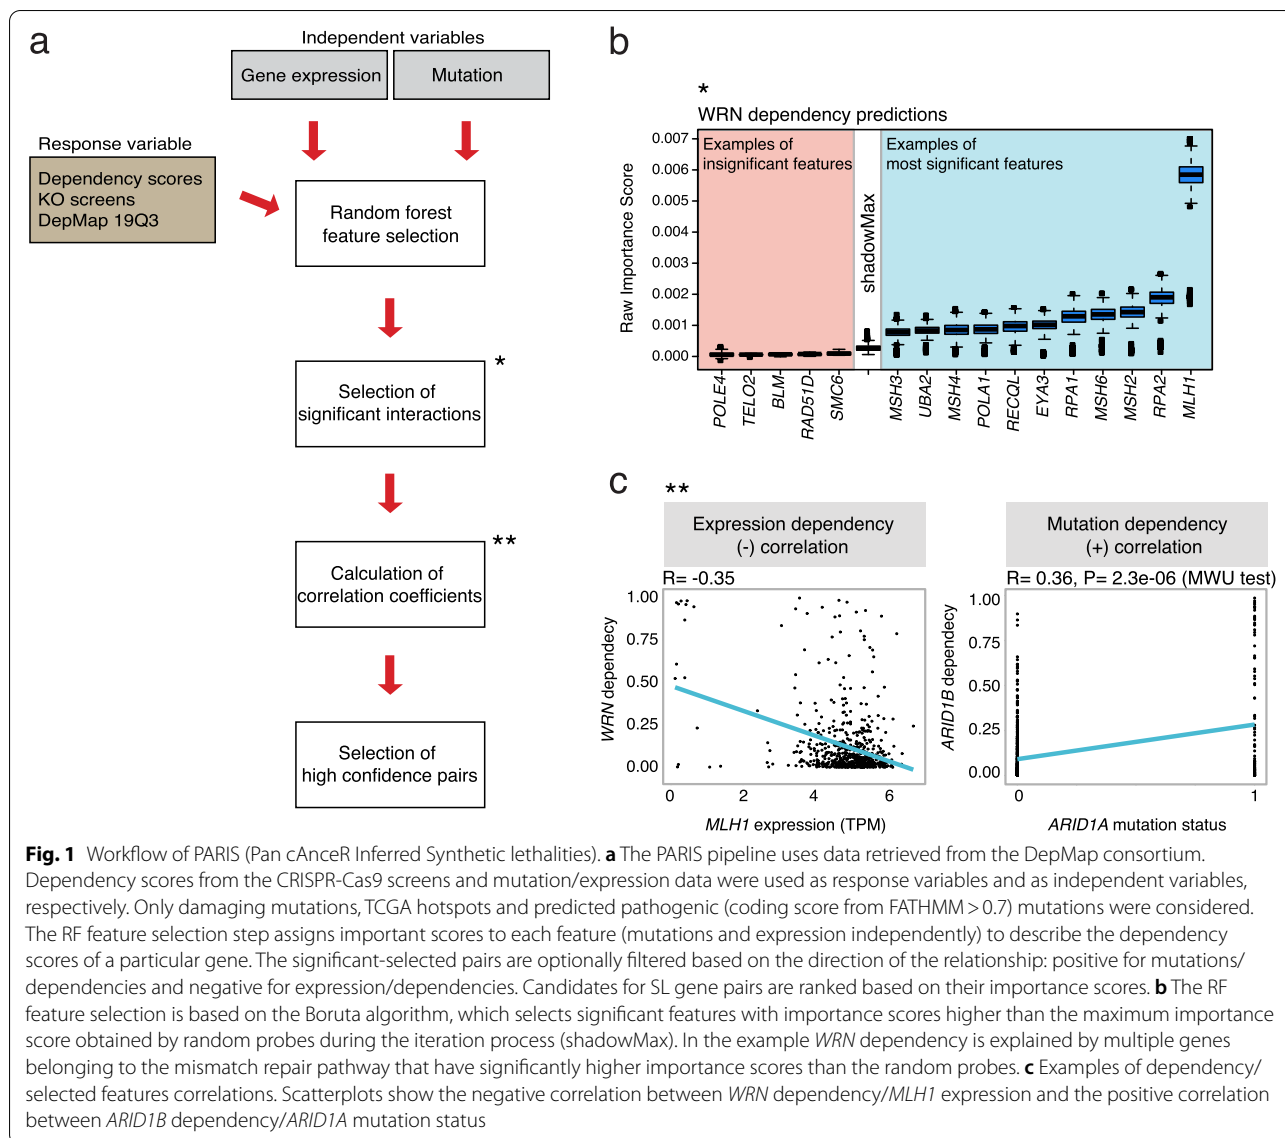 a
Independent variables
Gene expression
Mutation
Response variable
Dependency scores
KO screens
DepMap 19Q3
Random forest
feature selection
*
Selection of
significant interactions
**
Calculation of
correlation coefficients
Selection of
high confidence pairs
b
*
WRN dependency predictions
Raw Importance Score
0.007
0.006
0.005
0.004
0.003
0.002
0.001
0.000
Examples of
insignificant features
shadowMax
Examples of
most significant features
POLE4
TELO2
BLM
RAD51D
SMC6
MSH3
UBA2
MSH4
POLA1
RECQL
EYA3
RPA1
MSH6
MSH2
RPA2
MLH1
c
**
Expression dependency
(-) correlation
R= -0.35
WRN dependecy
1.00
0.75
0.50
0.25
0.00
0 2 4 6
MLH1 expression (TPM)
Mutation dependency
(+) correlation
R= 0.36, P= 2.3e-06 (MWU test)
ARID1B dependecy
1.00
0.75
0.50
0.25
0.00
0 1
ARID1A mutation status
Fig. 1 Workflow of PARIS (Pan cAnceR Inferred Synthetic lethalities). a The PARIS pipeline uses data retrieved from the DepMap consortium.
Dependency scores from the CRISPR-Cas9 screens and mutation/expression data were used as response variables and as independent variables,
respectively. Only damaging mutations, TCGA hotspots and predicted pathogenic (coding score from FATHMM > 0.7) mutations were considered.
The RF feature selection step assigns important scores to each feature (mutations and expression independently) to describe the dependency
scores of a particular gene. The significant-selected pairs are optionally filtered based on the direction of the relationship: positive for mutations/
dependencies and negative for expression/dependencies. Candidates for SL gene pairs are ranked based on their importance scores. b The RF
feature selection is based on the Boruta algorithm, which selects significant features with importance scores higher than the maximum importance
score obtained by random probes during the iteration process (shadowMax). In the example WRN dependency is explained by multiple genes
belonging to the mismatch repair pathway that have significantly higher importance scores than the random probes. c Examples of dependency/
selected features correlations. Scatterplots show the negative correlation between WRN dependency/MLH1 expression and the positive correlation
between ARID1B dependency/ARID1A mutation status